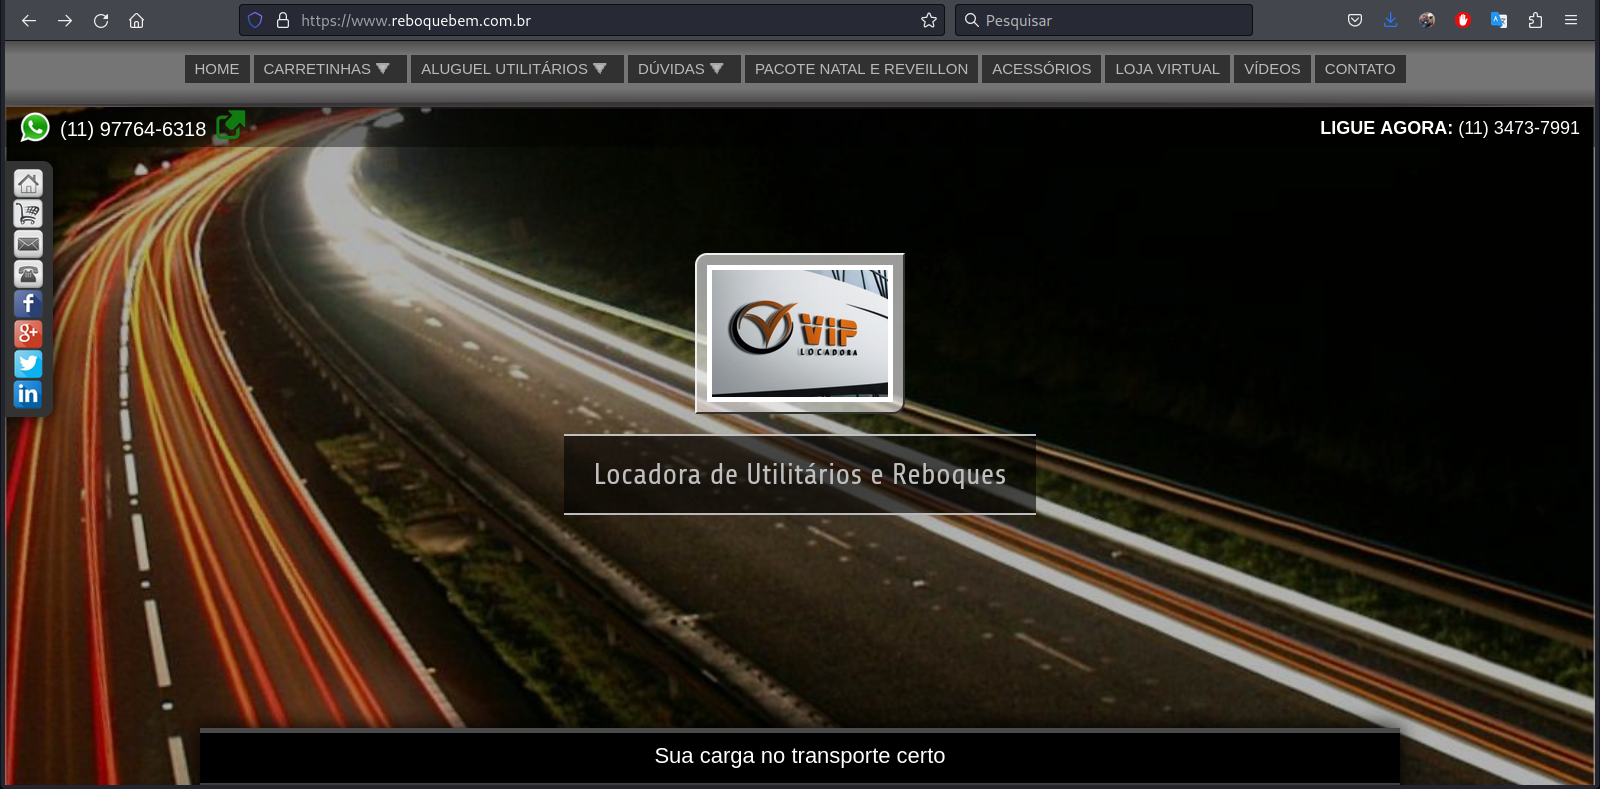 https://www.reboquebem.com.br
Pesquisar
HOME
CARRETINHAS
ALUGUEL UTILITÁRIOS
DÚVIDAS
PACOTE NATAL E REVEILLON
ACESSÓRIOS
LOJA VIRTUAL
VÍDEOS
CONTATO
(11) 97764-6318
LIGUE AGORA: (11) 3473-7991
f
g+
in
VIP
LOCADORA
Locadora de Utilitários e Reboques
Sua carga no transporte certo